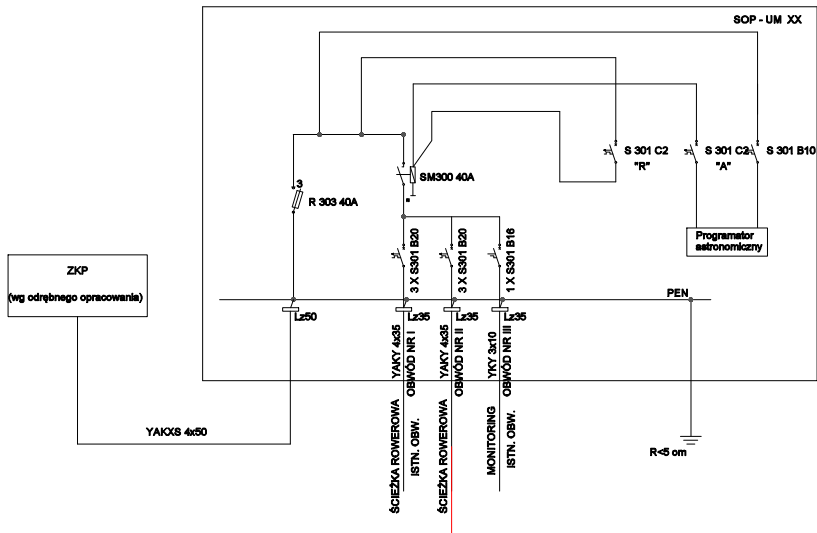 SOP - UM XX
S 301 C2
"R"
S 301 C2
"A"
S 301 B10
SM300 40A
3
R 303 40A
Programator
astronomiczny
3 X S301 B20
3 X S301 B20
1 X S301 B16
ZKP
(wg odrębnego opracowania)
PEN
Lz50
Lz35
Lz35
Lz35
YAKY 4x35
OBWÓD NR I
YAKY 4x35
OBWÓD NR II
YKY 3x10
OBWÓD NR III
ŚCIEŻKA ROWEROWA
ISTN. OBW.
ŚCIEŻKA ROWEROWA
MONITORING
ISTN. OBW.
YAKXS 4x50
R<5 om